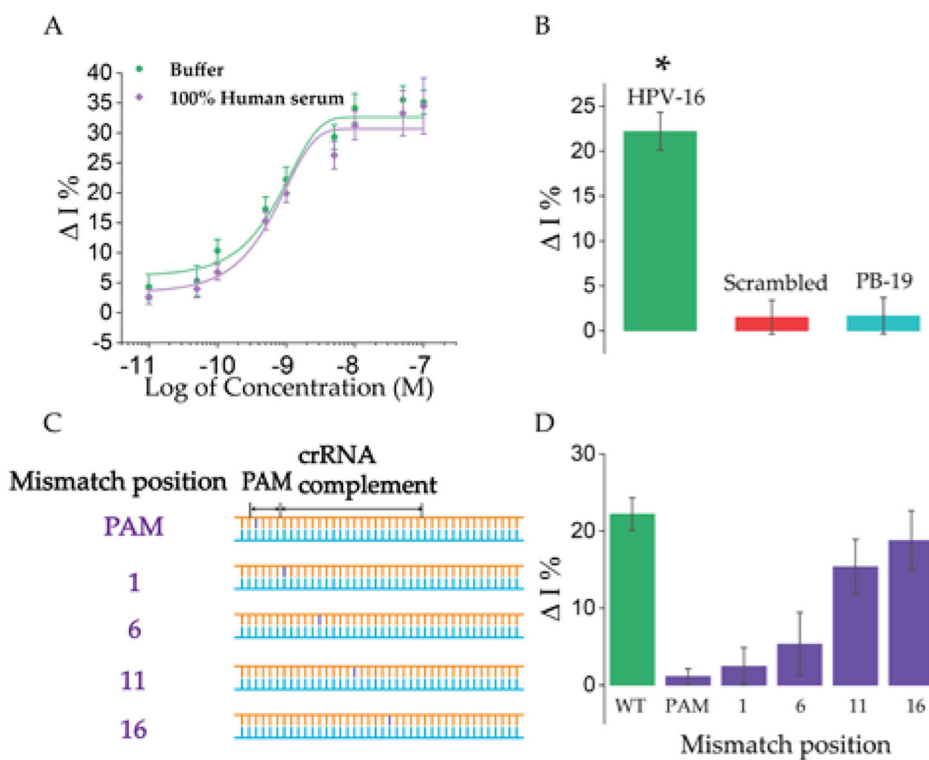 A
40
35
30
25
20
15
10
5
0
-5
Δ I %
Buffer
100% Human serum
-11 -10 -9 -8 -7
Log of Concentration (M)
B
*
HPV-16
25
20
15
10
5
0
Δ I %
Scrambled
PB-19
C
Mismatch position
PAM
crRNA
complement
PAM
1
6
11
16
D
30
20
10
0
Δ I %
WT PAM 1 6 11 16
Mismatch position